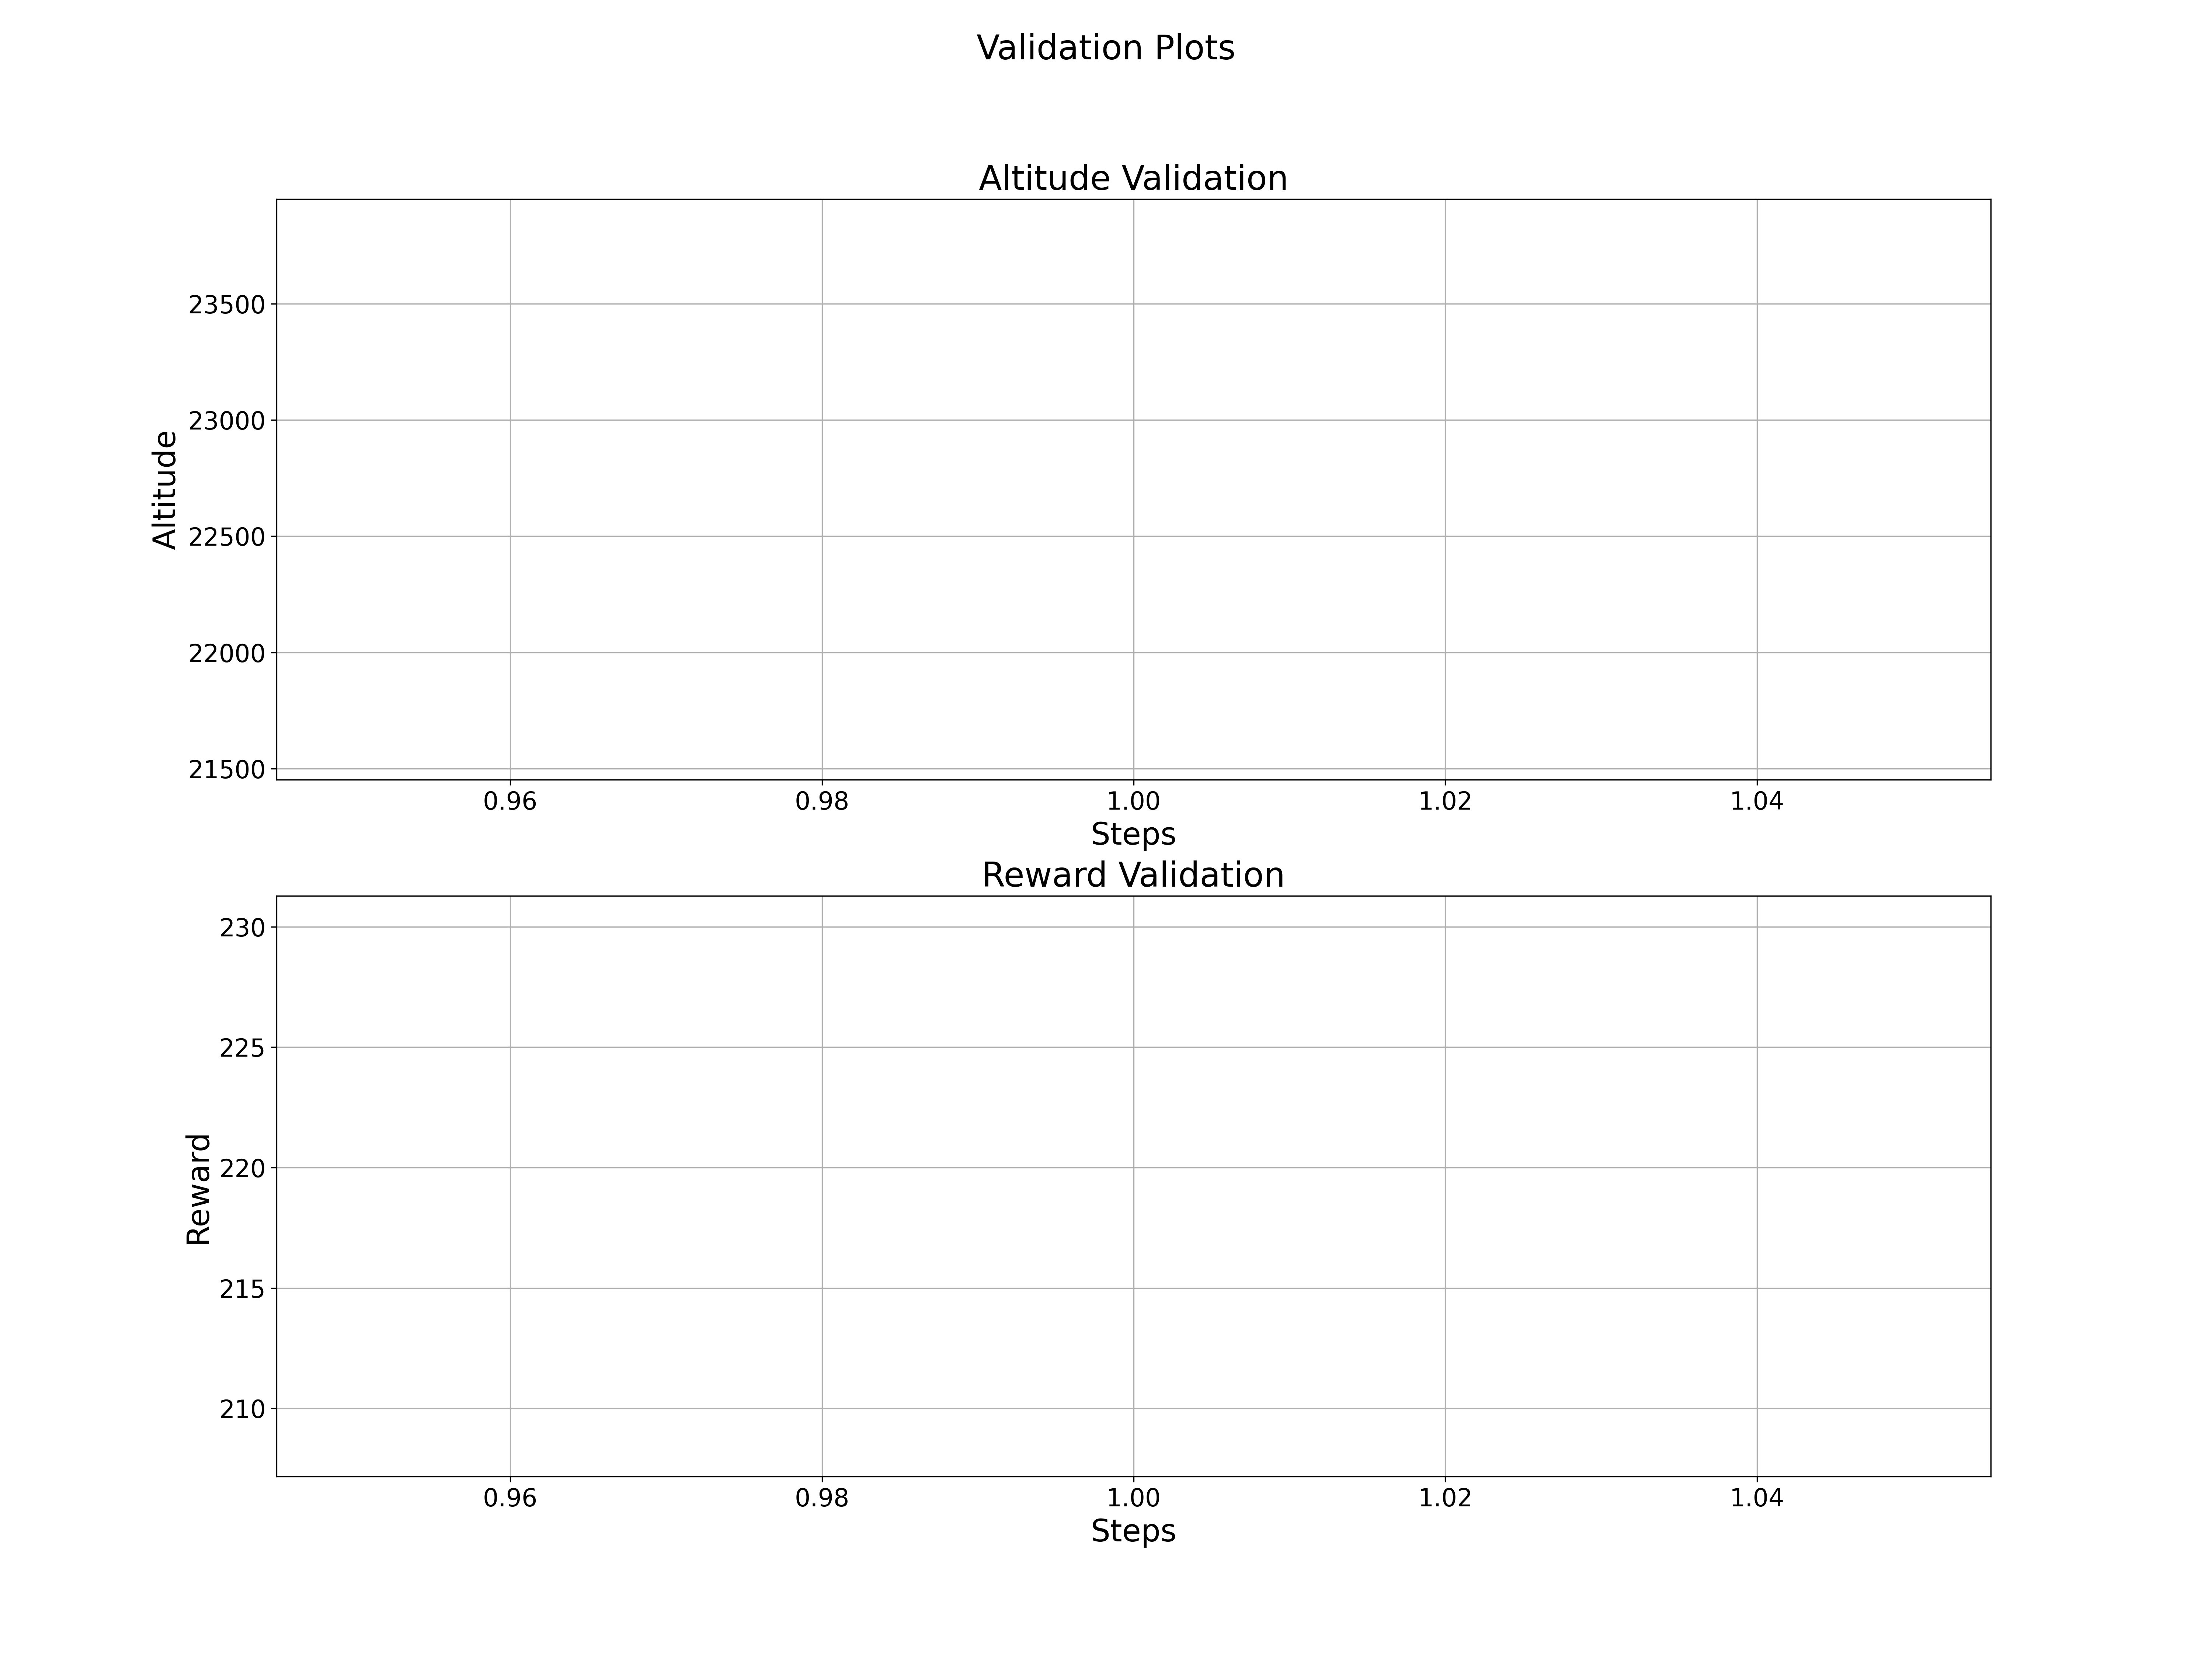 Validation Plots
Altitude Validation
23500
23000
22500
22000
21500
Altitude
0.96 0.98 1.00 1.02 1.04
Steps
Reward Validation
230
225
220
215
210
Reward
0.96 0.98 1.00 1.02 1.04
Steps